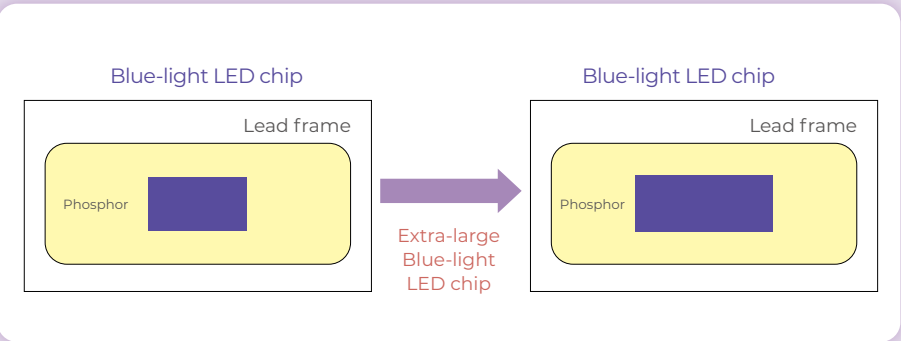 Blue-light LED chip
Lead frame
Phosphor
Extra-large
Blue-light
LED chip
Blue-light LED chip
Lead frame
Phosphor